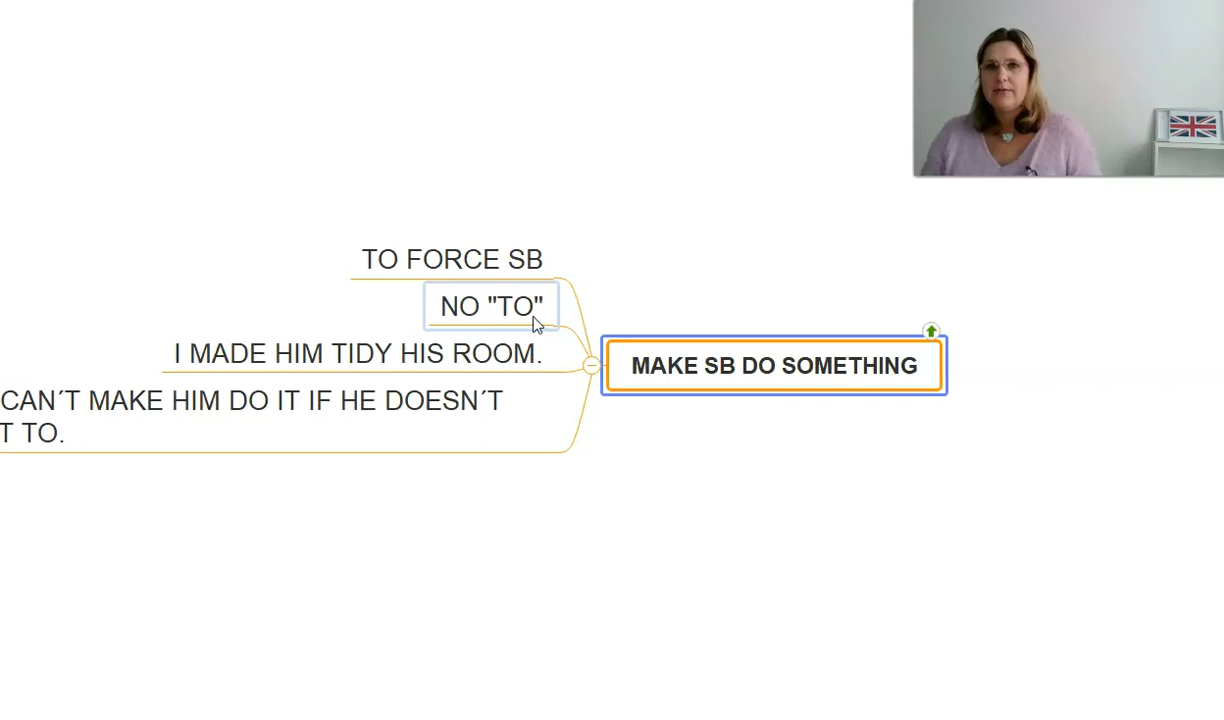 TO FORCE SB
NO "TO"
I MADE HIM TIDY HIS ROOM.
MAKE SB DO SOMETHING
CAN´T MAKE HIM DO IT IF HE DOESN´T
TO.